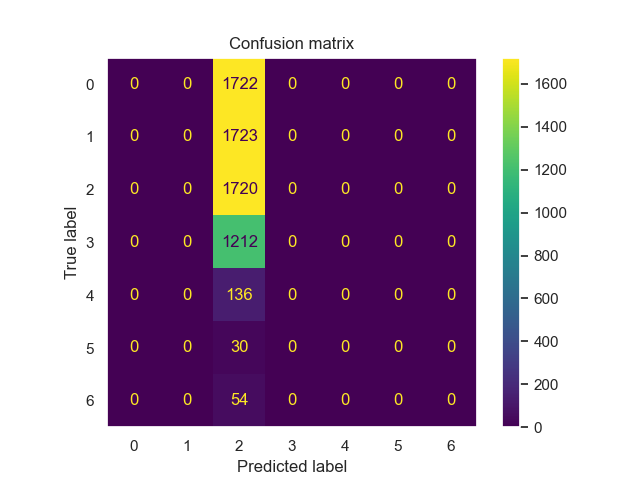 Confusion matrix
0 0 0 1722 0 0 0 0
1 0 0 1723 0 0 0 0
2 0 0 1720 0 0 0 0
3 0 0 1212 0 0 0 0
4 0 0 136 0 0 0 0
5 0 0 30 0 0 0 0
6 0 0 54 0 0 0 0
0 1 2 3 4 5 6
Predicted label
True label
1600
1400
1200
1000
800
600
400
200
0